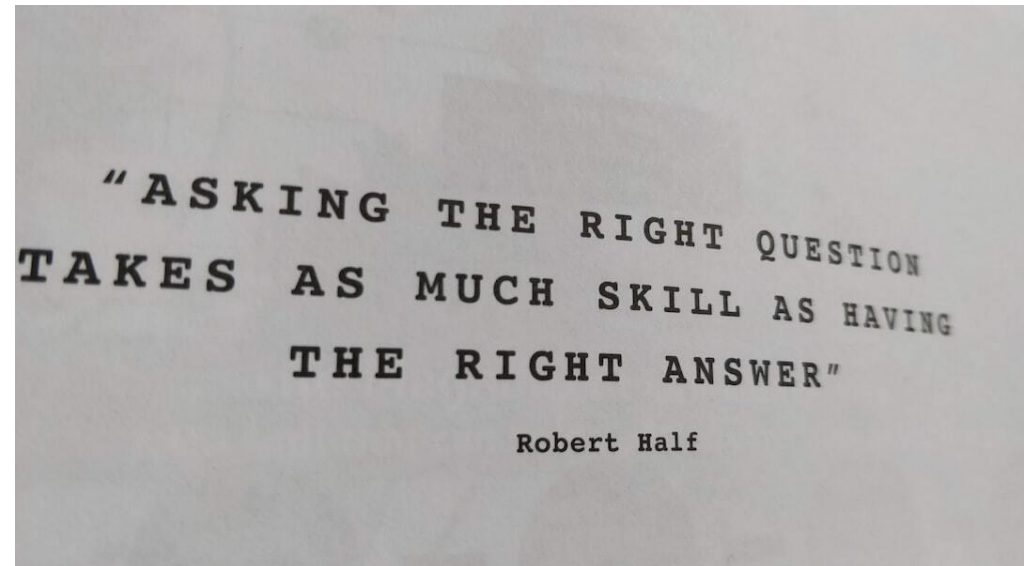 “ASKING THE RIGHT QUESTION
TAKES AS MUCH SKILL AS HAVING
THE RIGHT ANSWER”
Robert Half